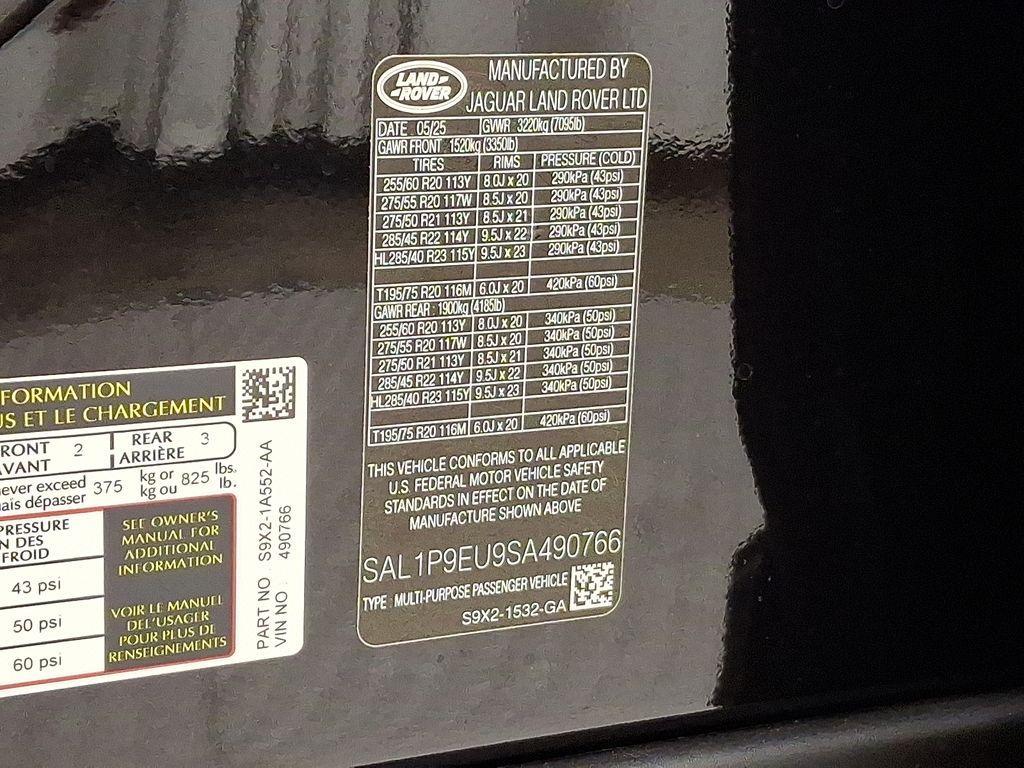 LAND-
-ROVER
MANUFACTURED BY
JAGUAR LAND ROVER LTD
DATE : 05/25 GVWR : 3220kg (7095lb)
GAWR FRONT : 1520kg (3350lb)
TIRES RIMS PRESSURE (COLD)
255/60 R20 113Y 8.0J x 20 290kPa (43psi)
275/55 R20 117W 8.5J x 20 290kPa (43psi)
275/50 R21 113Y 8.5J x 21 290kPa (43psi)
285/45 R22 114Y 9.5J x 22 290kPa (43psi)
HL285/40 R23 115Y 9.5J x 23 290kPa (43psi)
T195/75 R20 116M 6.0J x 20 420kPa (60psi)
GAWR REAR : 1900kg (4185lb)
255/60 R20 113Y 8.0J x 20 340kPa (50psi)
275/55 R20 117W 8.5J x 20 340kPa (50psi)
275/50 R21 113Y 8.5J x 21 340kPa (50psi)
285/45 R22 114Y 9.5J x 22 340kPa (50psi)
HL285/40 R23 115Y 9.5J x 23 340kPa (50psi)
T195/75 R20 116M 6.0J x 20 420kPa (60psi)
THIS VEHICLE CONFORMS TO ALL APPLICABLE
U.S. FEDERAL MOTOR VEHICLE SAFETY
STANDARDS IN EFFECT ON THE DATE OF
MANUFACTURE SHOWN ABOVE
SAL1P9EU9SA490766
TYPE : MULTI-PURPOSE PASSENGER VEHICLE
S9X2-1532-GA
FORMATION
US ET LE CHARGEMENT
RONT 2 REAR 3
AVANT ARRIÈRE
never exceed 375 kg or 825 lbs.
mais dépasser kg ou lb.
PRESSURE
N DES
FROID
43 psi
50 psi
60 psi
SEE OWNER'S
MANUAL FOR
ADDITIONAL
INFORMATION
VOIR LE MANUEL
DEL'USAGER
POUR PLUS DE
RENSEIGNEMENTS
PART NO : S9X2-1A552-AA
VIN NO : 490766